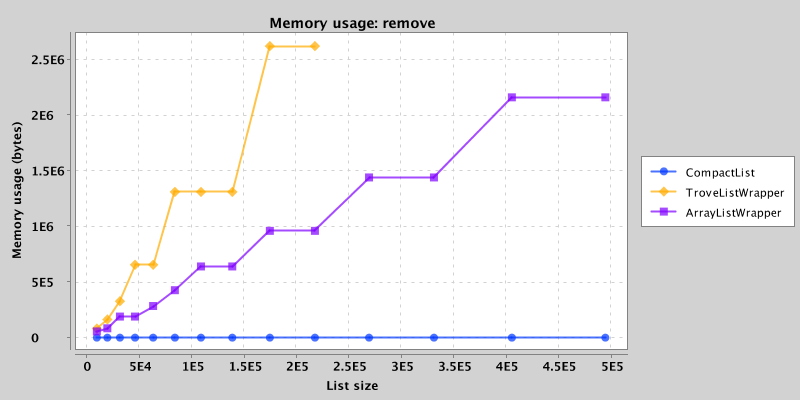 Memory usage: remove
Memory usage (bytes)
2.5E6
2E6
1.5E6
1E6
5E5
0
0 5E4 1E5 1.5E5 2E5 2.5E5 3E5 3.5E5 4E5 4.5E5 5E5
List size
CompactList
TroveListWrapper
ArrayListWrapper